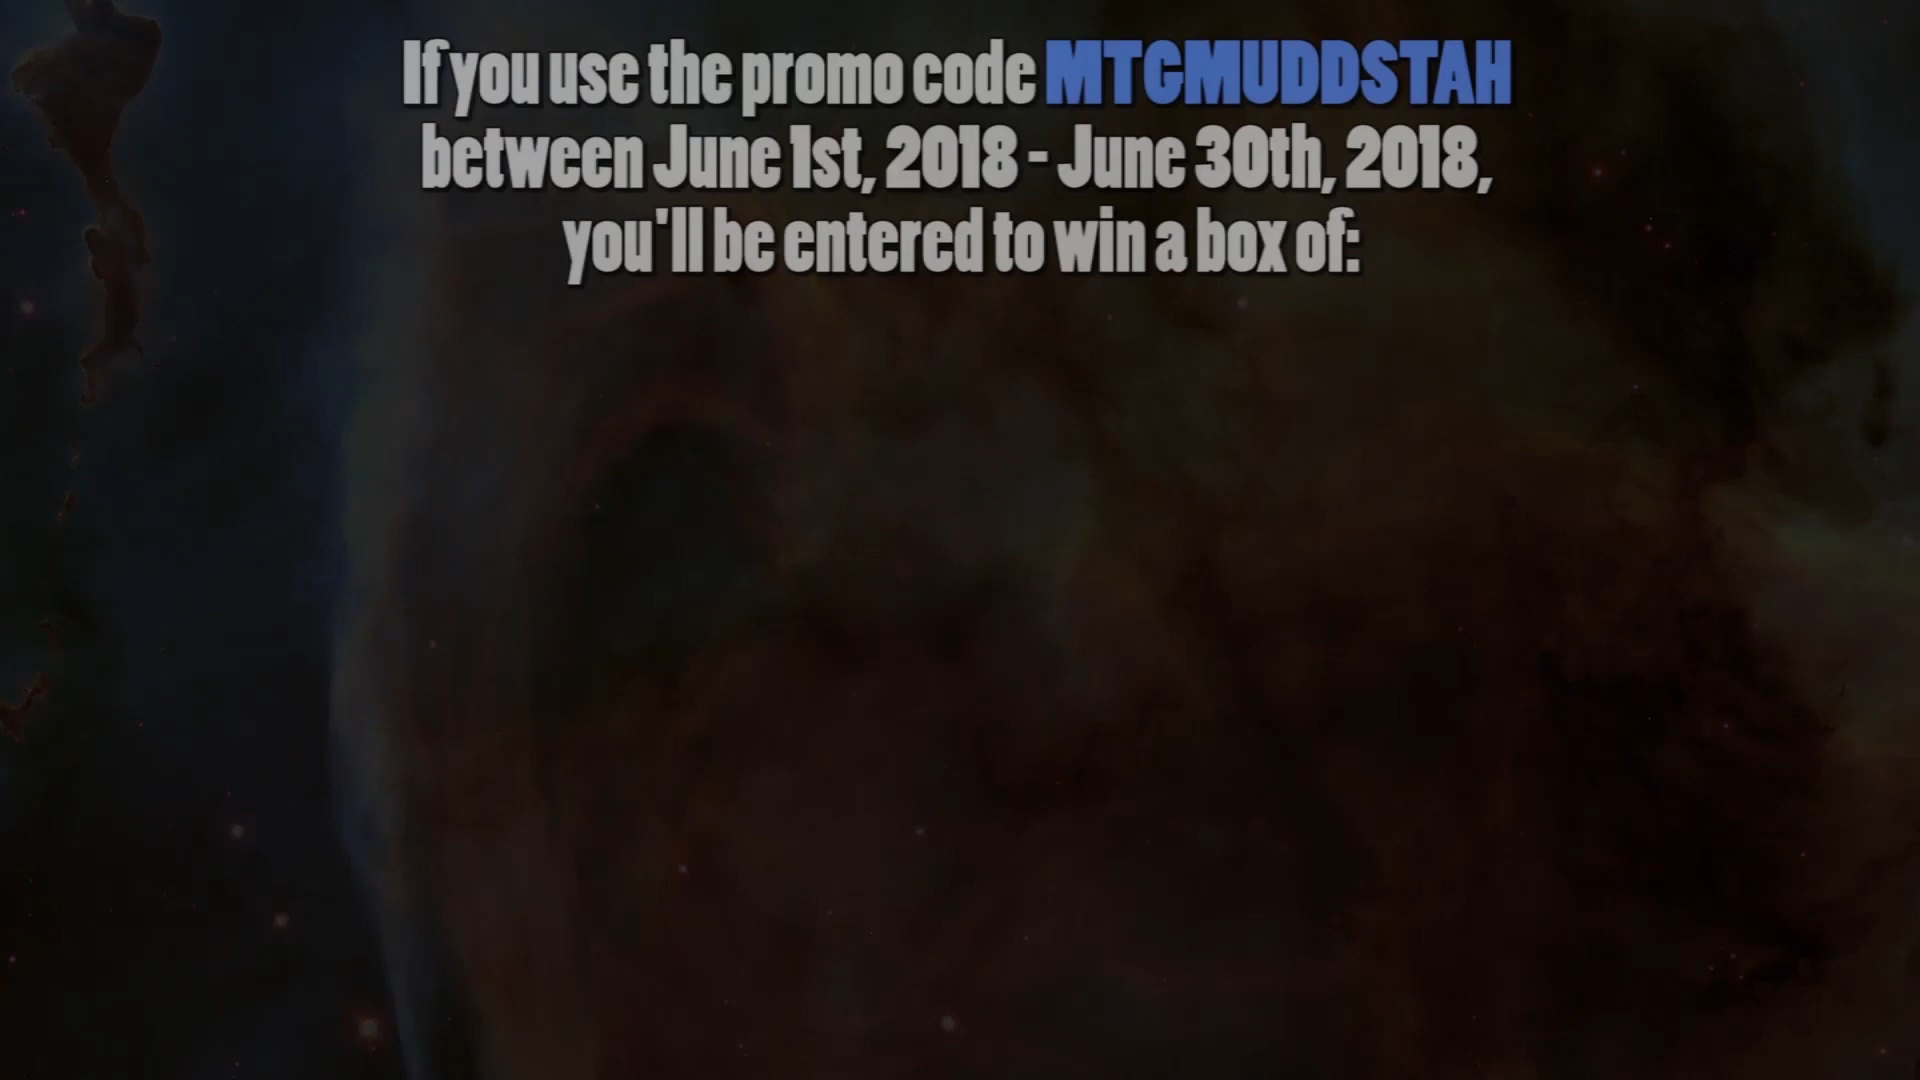 If you use the promo code MTGMUDDSTAH
between June 1st, 2018 - June 30th, 2018,
you'll be entered to win a box of: